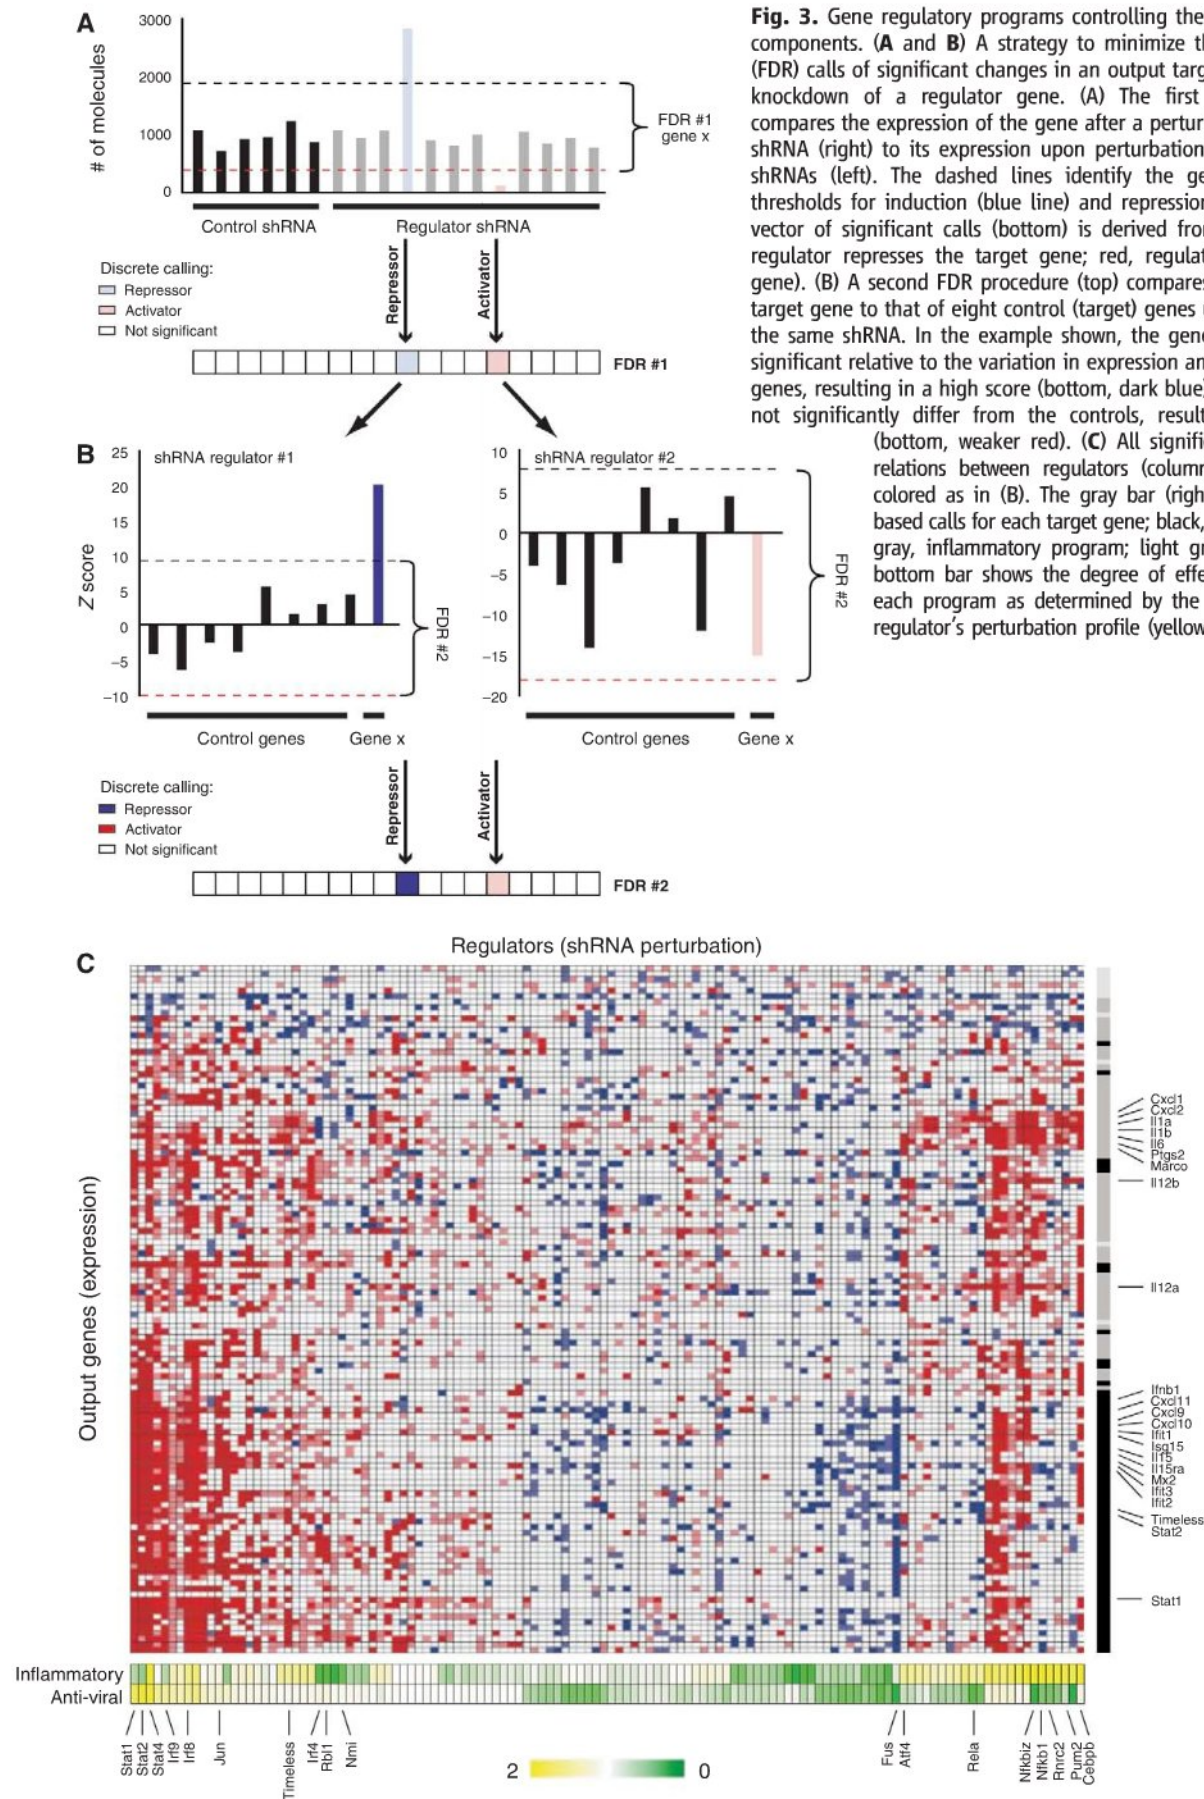 A
3000
2000
1000
0
# of molecules
FDR #1
gene x
Control shRNA
Regulator shRNA
Discrete calling:
Repressor
Activator
Not significant
Repressor
Activator
FDR #1
Fig. 3. Gene regulatory programs controlling the
components. (A and B) A strategy to minimize th
(FDR) calls of significant changes in an output targ
knockdown of a regulator gene. (A) The first
compares the expression of the gene after a pertur
shRNA (right) to its expression upon perturbation
shRNAs (left). The dashed lines identify the ge
thresholds for induction (blue line) and repression
vector of significant calls (bottom) is derived fro
regulator represses the target gene; red, regulat
gene). (B) A second FDR procedure (top) compares
target gene to that of eight control (target) genes
the same shRNA. In the example shown, the gene
significant relative to the variation in expression an
genes, resulting in a high score (bottom, dark blue)
not significantly differ from the controls, result
(bottom, weaker red). (C) All signifi
relations between regulators (column
colored as in (B). The gray bar (righ
based calls for each target gene; black,
gray, inflammatory program; light gr
bottom bar shows the degree of effe
each program as determined by the
regulator's perturbation profile (yellow
B
25
20
15
10
5
0
−5
−10
Z score
shRNA regulator #1
FDR #2
Control genes
Gene x
10
5
0
−5
−10
−15
−20
shRNA regulator #2
FDR #2
Control genes
Gene x
Discrete calling:
Repressor
Activator
Not significant
Repressor
Activator
FDR #2
C
Regulators (shRNA perturbation)
Output genes (expression)
Cxcl1
Cxcl2
Il1a
Il1b
Il6
Ptgs2
Marco
Il12b
Il12a
Ifnb1
Cxcl11
Cxcl9
Cxcl10
Ifit1
Isg15
Il15ra
Mx2
Ifit3
Ifit2
Timeless
Stat2
Stat1
Inflammatory
Anti-viral
Stat1
Stat2
Stat4
Irf9
Irf8
Jun
Timeless
Irf4
Rbl1
Nmi
Fus
Atf4
Rela
Nfkbiz
Nfkb1
Rnrc2
Pum2
Cebpb
2
0